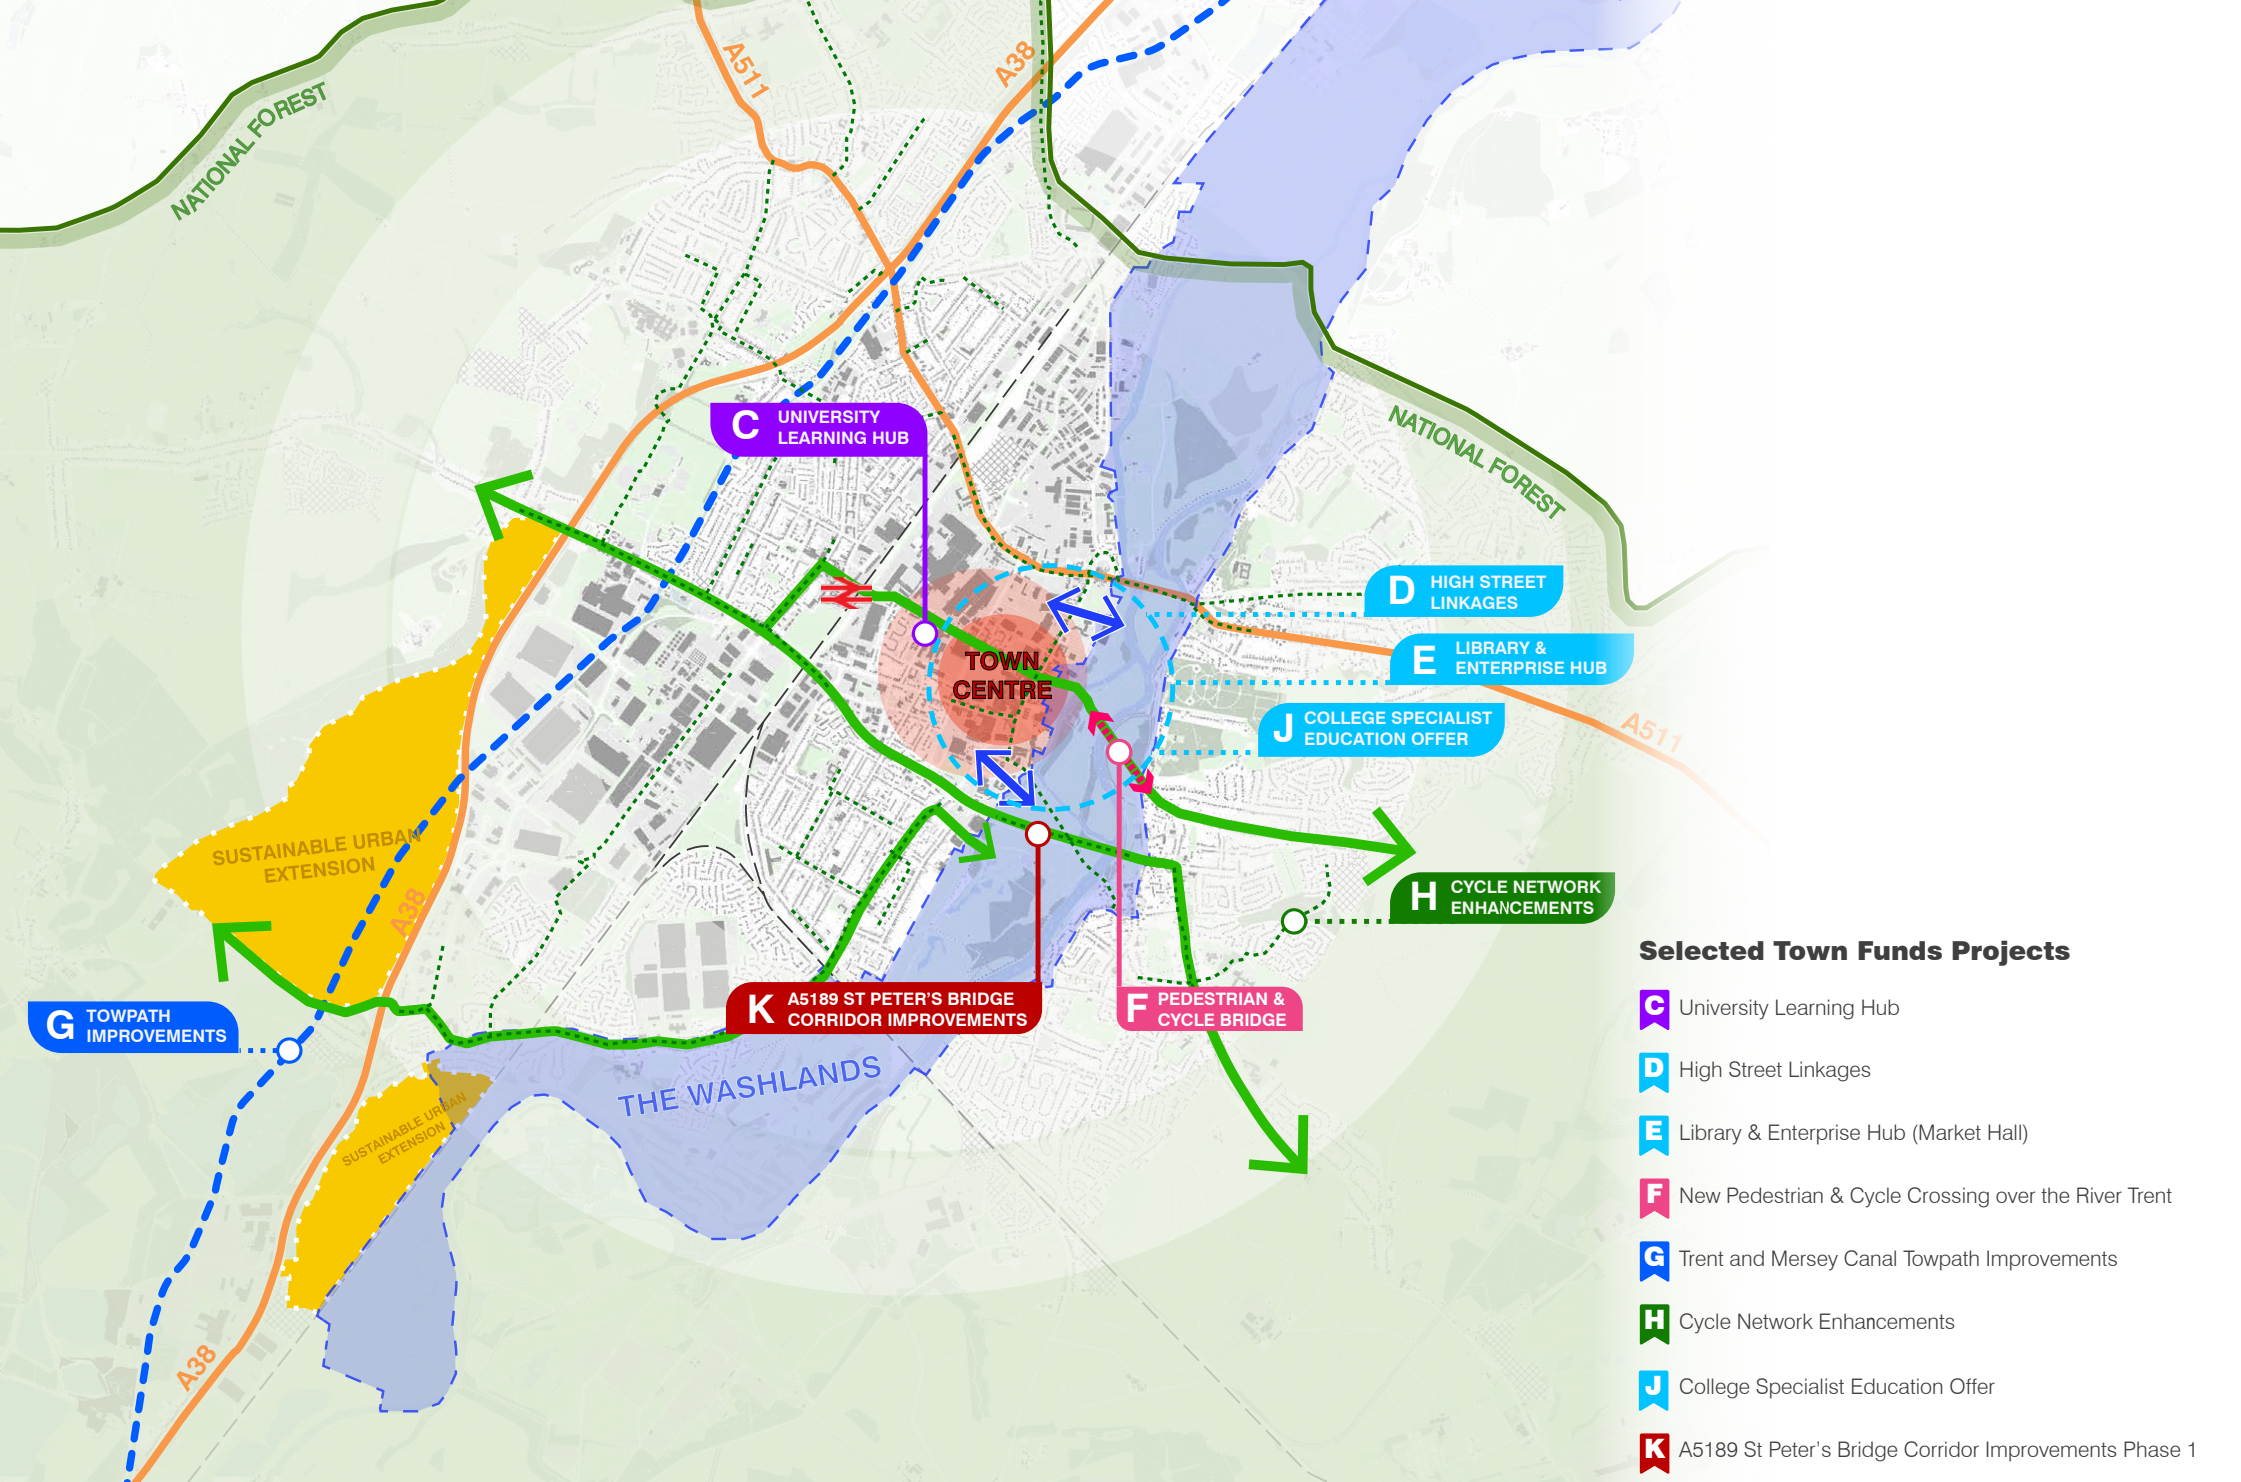 A511
A38
NATIONAL FOREST
C
UNIVERSITY
LEARNING HUB
NATIONAL FOREST
D
HIGH STREET
LINKAGES
E
LIBRARY &
ENTERPRISE HUB
TOWN
CENTRE
J
COLLEGE SPECIALIST
EDUCATION OFFER
A511
SUSTAINABLE URBAN
EXTENSION
A38
H
CYCLE NETWORK
ENHANCEMENTS
G
TOWPATH
IMPROVEMENTS
K
A5189 ST PETER'S BRIDGE
CORRIDOR IMPROVEMENTS
F
PEDESTRIAN &
CYCLE BRIDGE
THE WASHLANDS
SUSTAINABLE URBAN
EXTENSION
A38
Selected Town Funds Projects
C University Learning Hub
D High Street Linkages
E Library & Enterprise Hub (Market Hall)
F New Pedestrian & Cycle Crossing over the River Trent
G Trent and Mersey Canal Towpath Improvements
H Cycle Network Enhancements
J College Specialist Education Offer
K A5189 St Peter's Bridge Corridor Improvements Phase 1